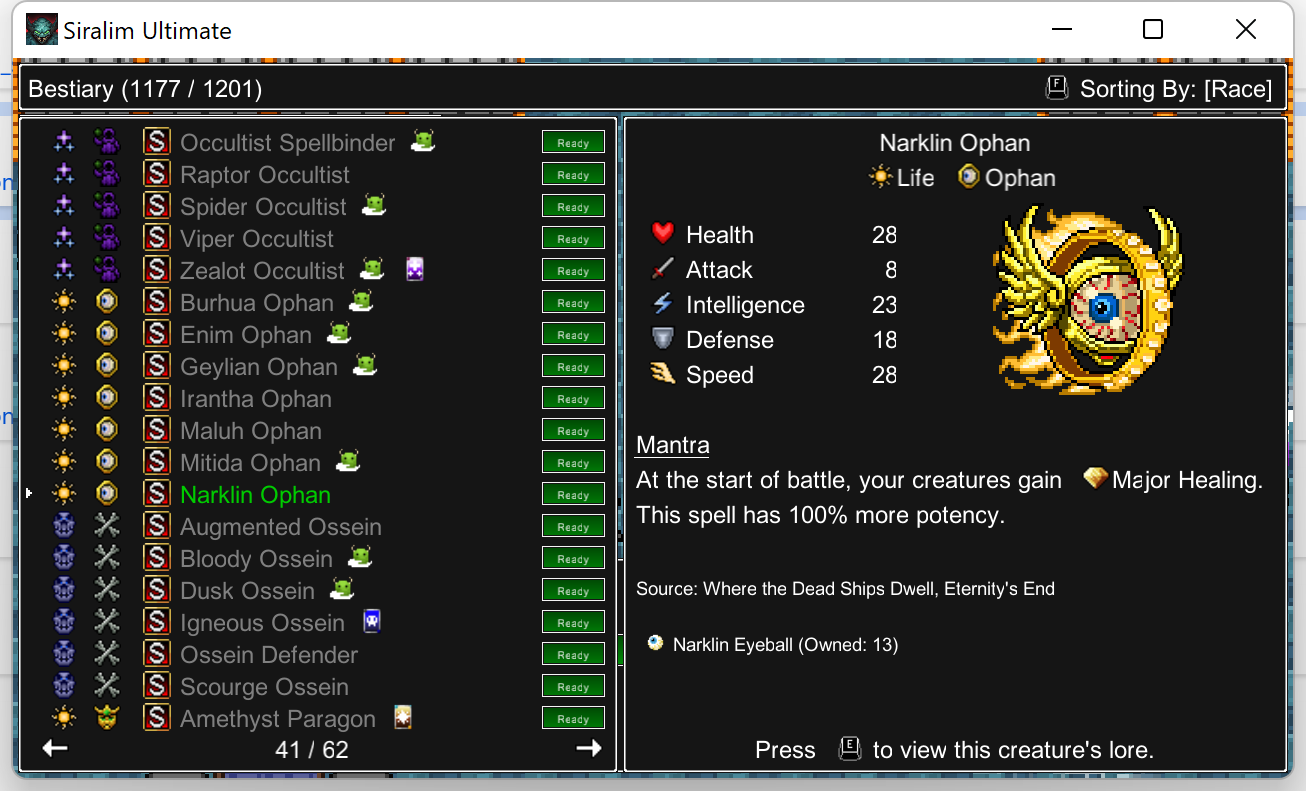 Siralim Ultimate
Bestiary (1177 / 1201)
F Sorting By: [Race]
S Occultist Spellbinder Ready
S Raptor Occultist Ready
S Spider Occultist Ready
S Viper Occultist Ready
S Zealot Occultist Ready
S Burhua Ophan Ready
S Enim Ophan Ready
S Geylian Ophan Ready
S Irantha Ophan Ready
S Maluh Ophan Ready
S Mitida Ophan Ready
S Narklin Ophan Ready
S Augmented Ossein Ready
S Bloody Ossein Ready
S Dusk Ossein Ready
S Igneous Ossein Ready
S Ossein Defender Ready
S Scourge Ossein Ready
S Amethyst Paragon Ready
41 / 62
Narklin Ophan
Life Ophan
Health 28
Attack 8
Intelligence 23
Defense 18
Speed 28
Mantra
At the start of battle, your creatures gain Major Healing.
This spell has 100% more potency.
Source: Where the Dead Ships Dwell, Eternity's End
Narklin Eyeball (Owned: 13)
Press E to view this creature's lore.